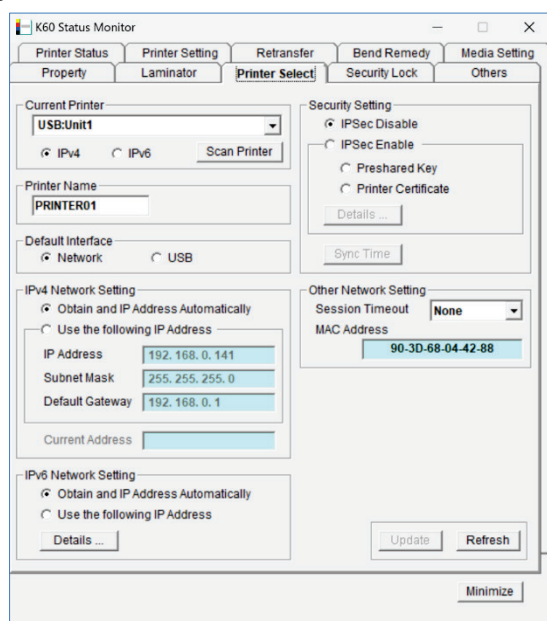 K60 Status Monitor
Printer Status Printer Setting Retransfer Bend Remedy Media Setting
Property Laminator Printer Select Security Lock Others
Current Printer
USB:Unit1
IPv4 IPv6 Scan Printer
Printer Name
PRINTER01
Default Interface
Network USB
IPv4 Network Setting
Obtain and IP Address Automatically
Use the following IP Address
IP Address 192. 168. 0. 141
Subnet Mask 255. 255. 255. 0
Default Gateway 192. 168. 0. 1
Current Address
IPv6 Network Setting
Obtain and IP Address Automatically
Use the following IP Address
Details ...
Security Setting
IPSec Disable
IPSec Enable
Preshared Key
Printer Certificate
Details ...
Sync Time
Other Network Setting
Session Timeout None
MAC Address
90-3D-68-04-42-88
Update Refresh
Minimize